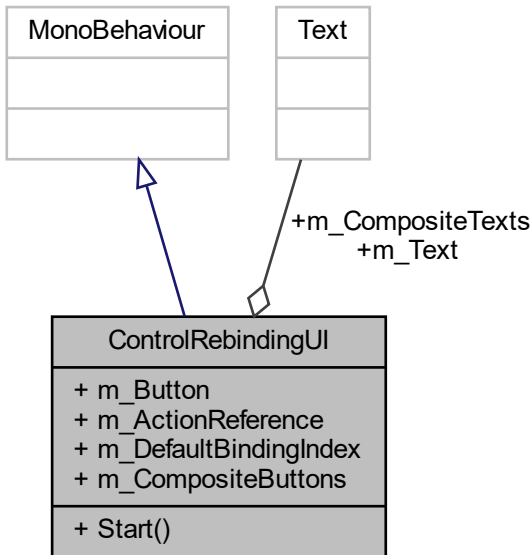 MonoBehaviour
Text
+m_CompositeTexts
+m_Text
ControlRebindingUI
+ m_Button
+ m_ActionReference
+ m_DefaultBindingIndex
+ m_CompositeButtons
+ Start()